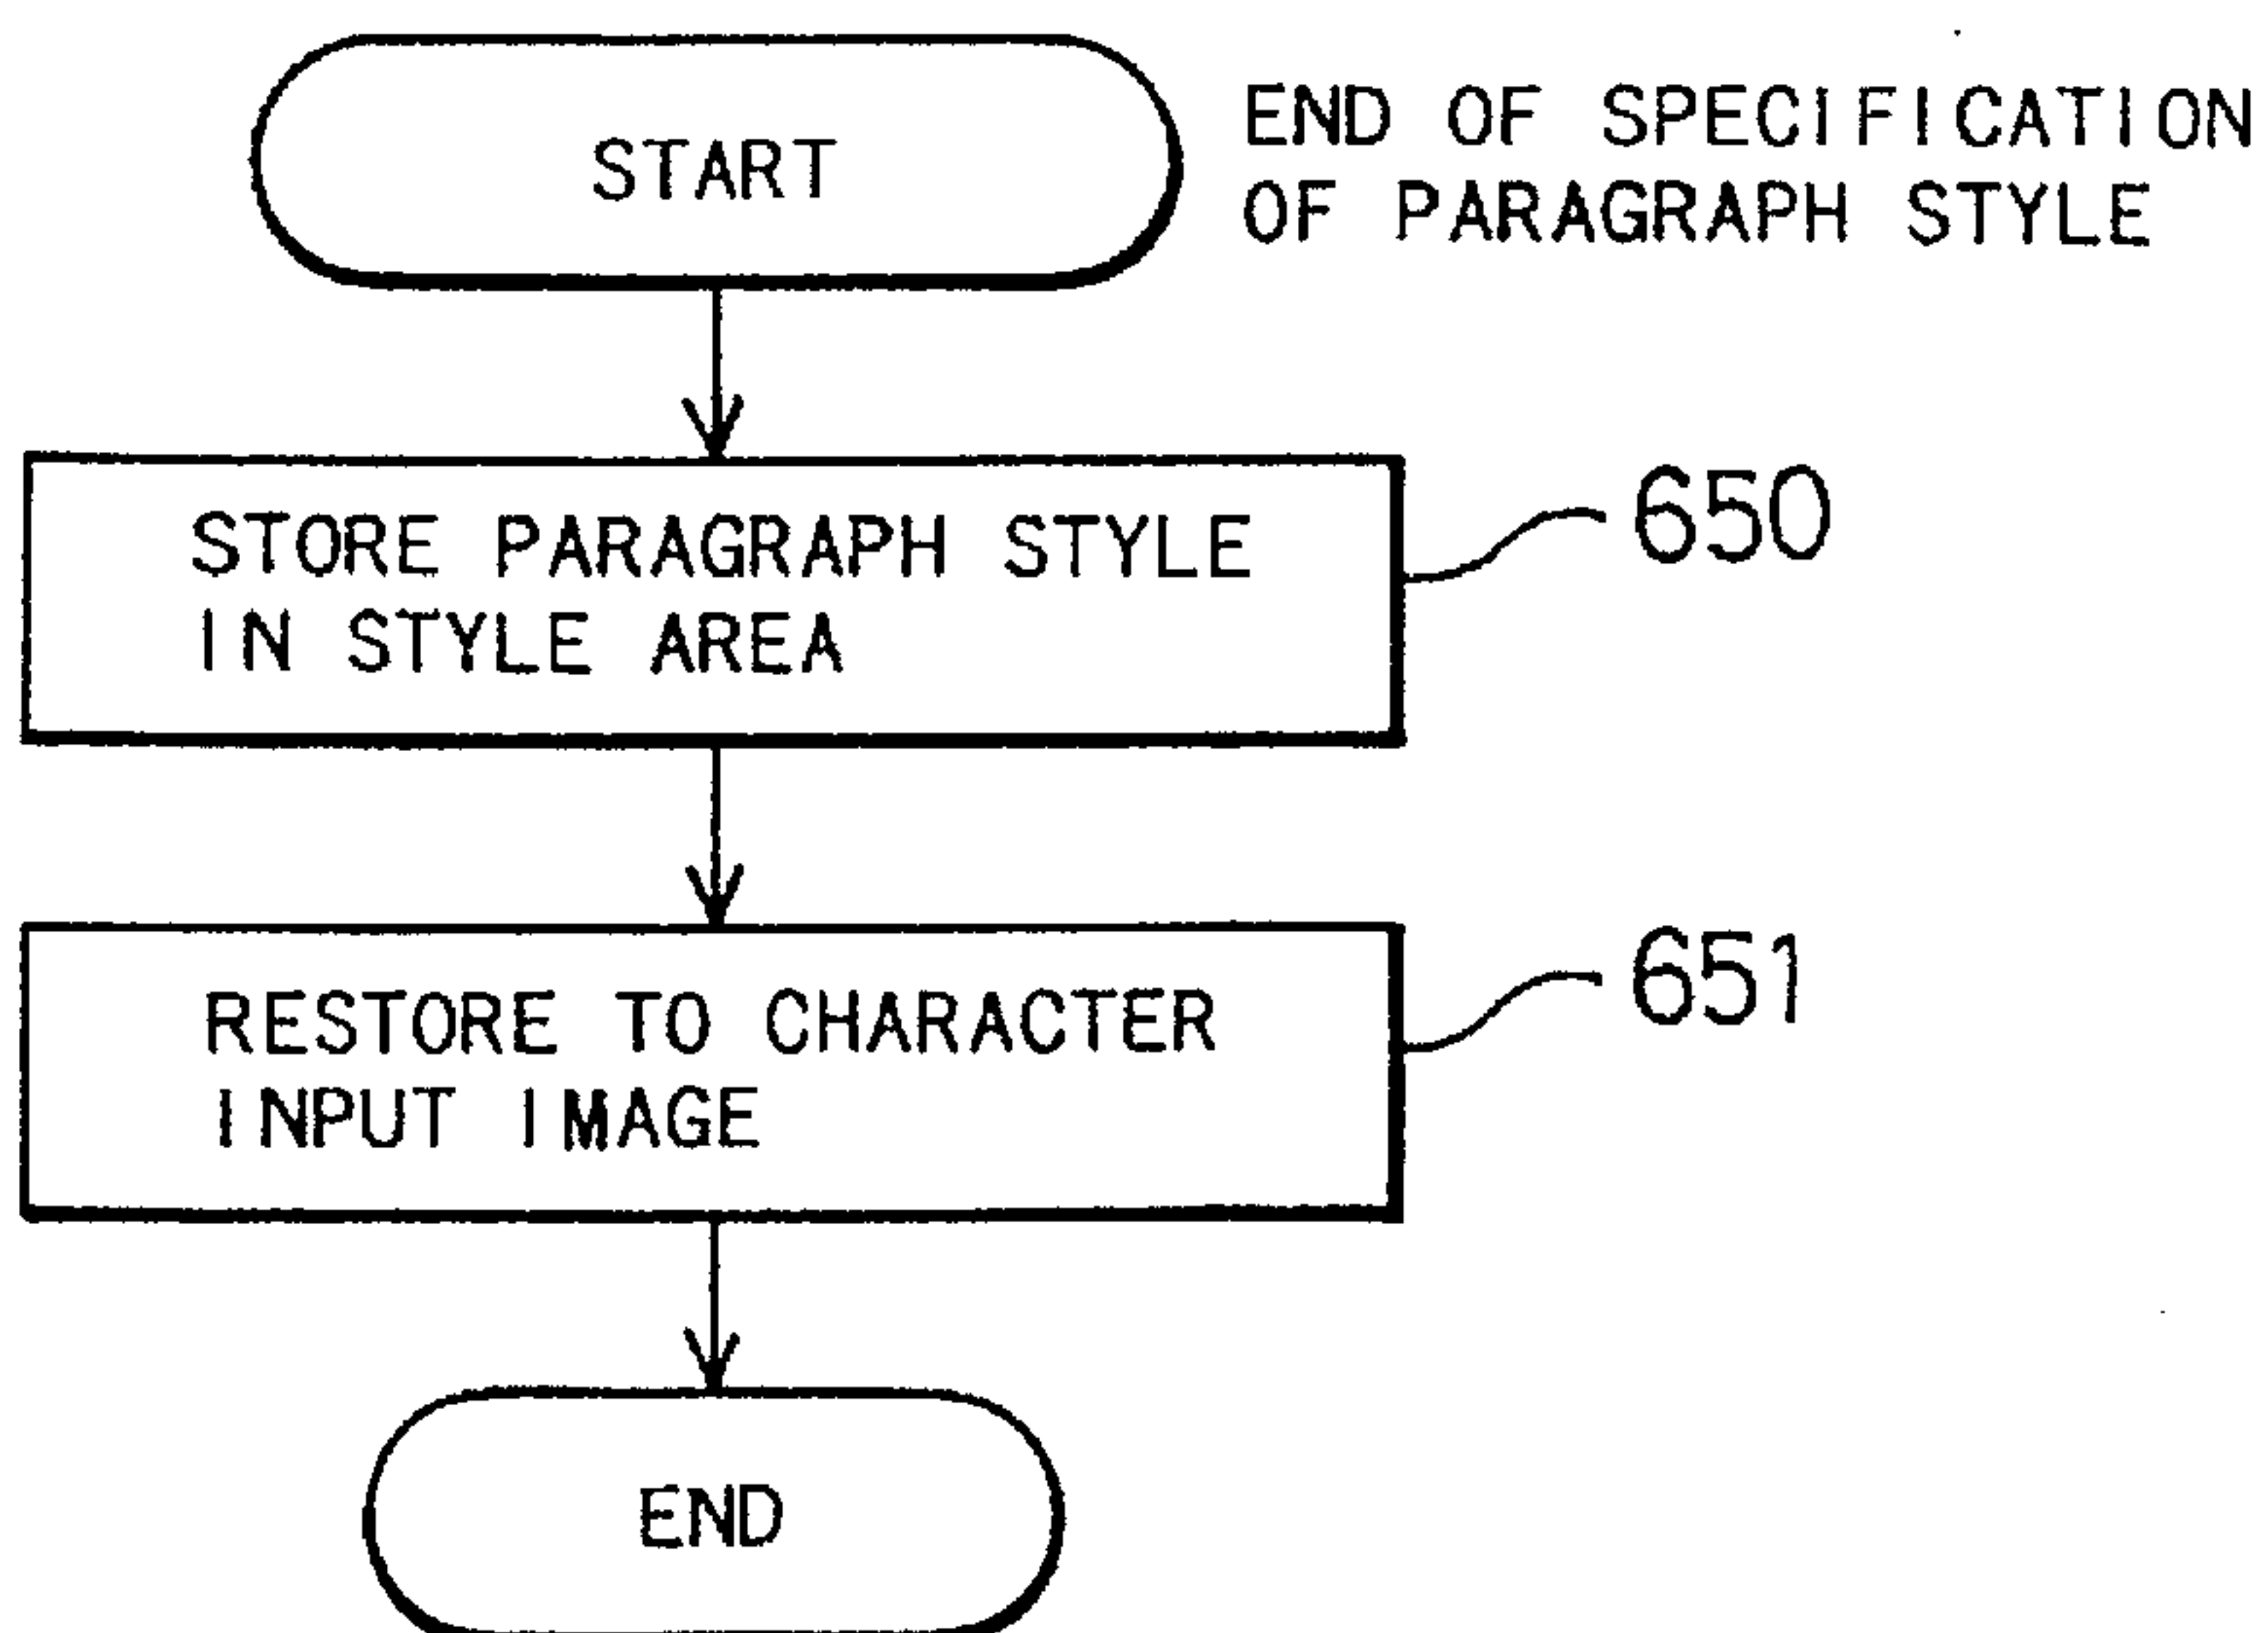 START
END OF SPECIFICATION
OF PARAGRAPH STYLE
STORE PARAGRAPH STYLE
IN STYLE AREA
650
RESTORE TO CHARACTER
INPUT IMAGE
651
END